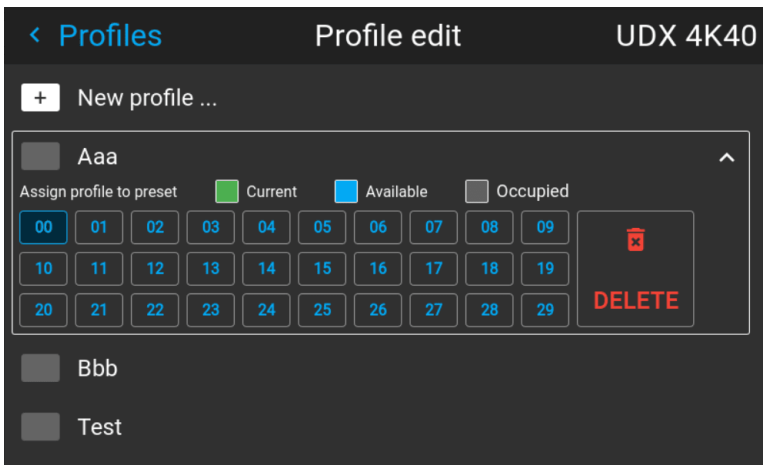 < Profiles Profile edit UDX 4K40
+ New profile ...
Aaa
Assign profile to preset Current Available Occupied
00 01 02 03 04 05 06 07 08 09
10 11 12 13 14 15 16 17 18 19
20 21 22 23 24 25 26 27 28 29
DELETE
Bbb
Test